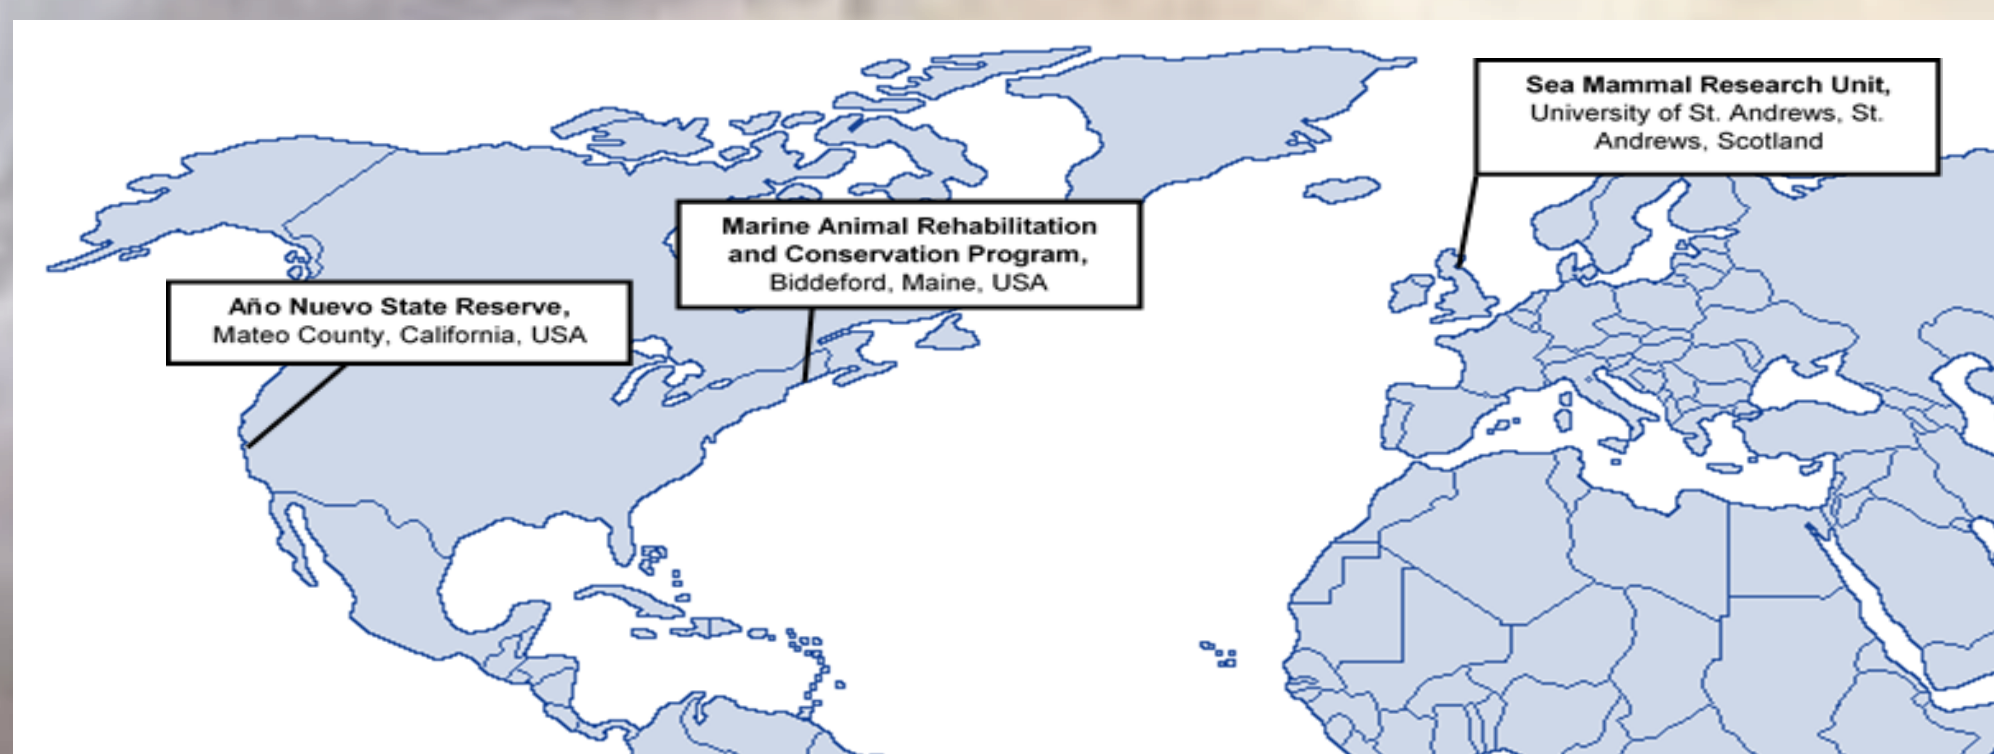 Sea Mammal Research Unit,
University of St. Andrews, St.
Andrews, Scotland
Marine Animal Rehabilitation
and Conservation Program,
Biddeford, Maine, USA
Año Nuevo State Reserve,
Mateo County, California, USA